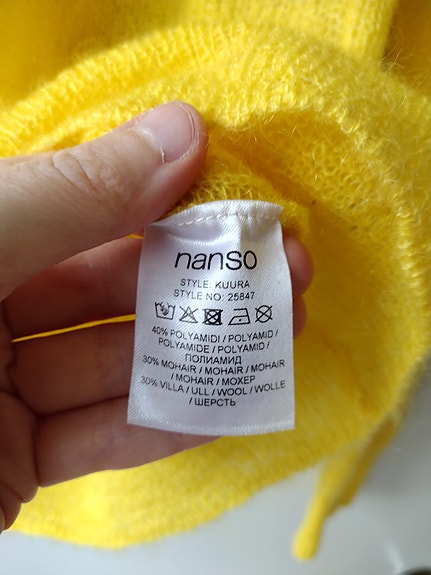 nanso
STYLE: KUURA
STYLE NO: 25847
40% POLYAMIDI / POLYAMID /
POLYAMIDE / POLYAMID /
ПОЛИАМИД
30% MOHAIR / MOHAIR / MOHAIR
/ MOHAIR / МОХЕР
30% VILLA / ULL / WOOL / WOLLE
/ ШЕРСТЬ